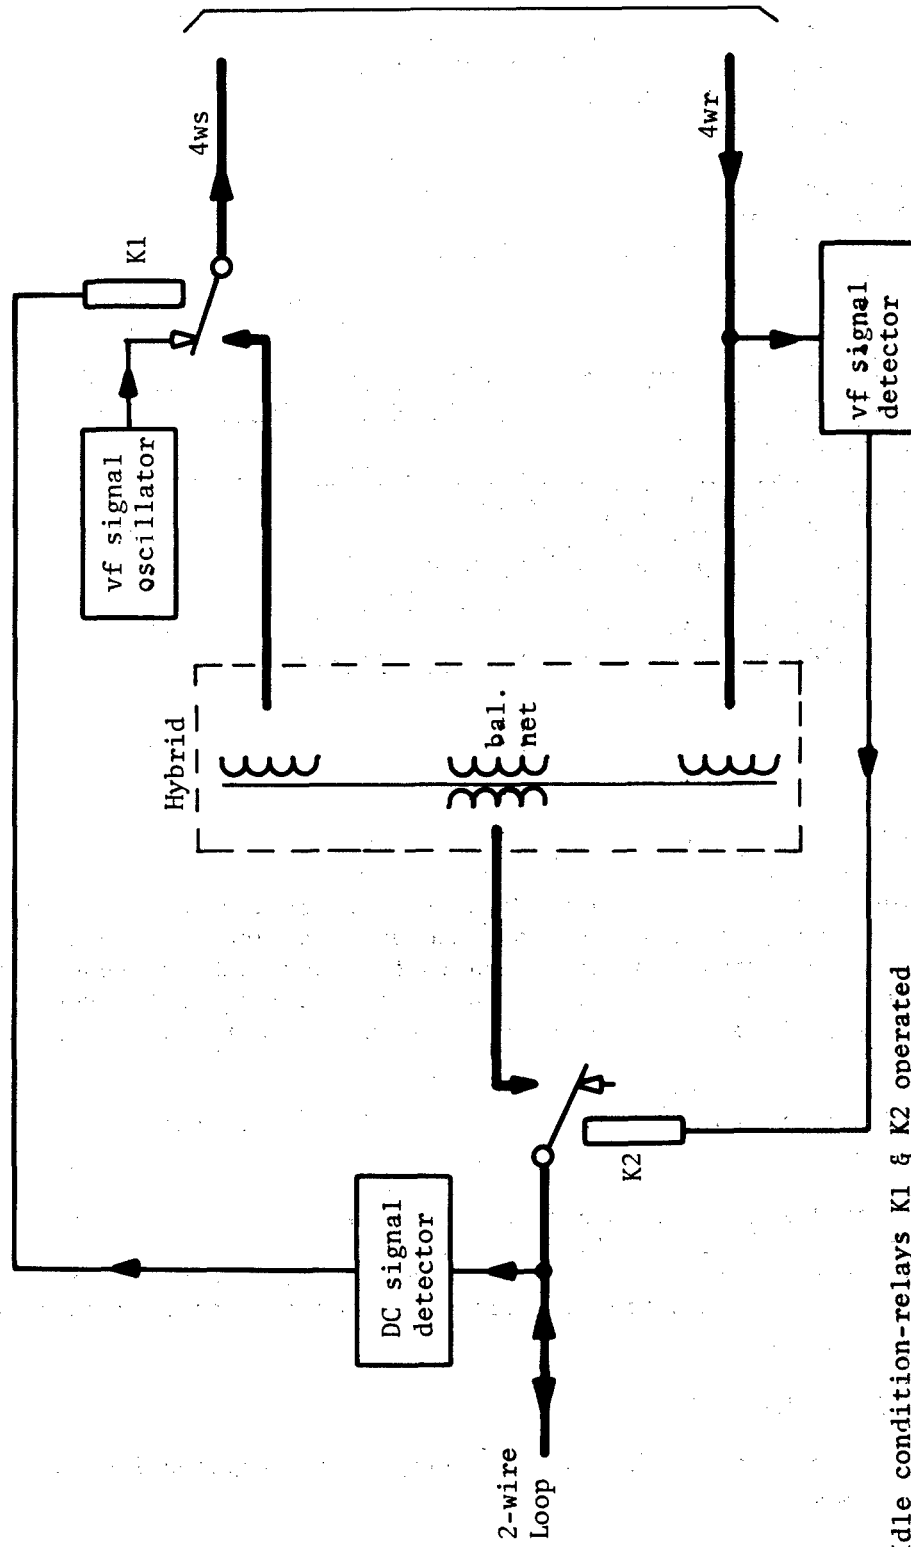 4ws
K1
vf signal
oscillator
4wr
vf signal
detector
Hybrid
bal.
net
K2
DC signal
detector
2-wire
Loop
dle condition-relays K1 & K2 operated